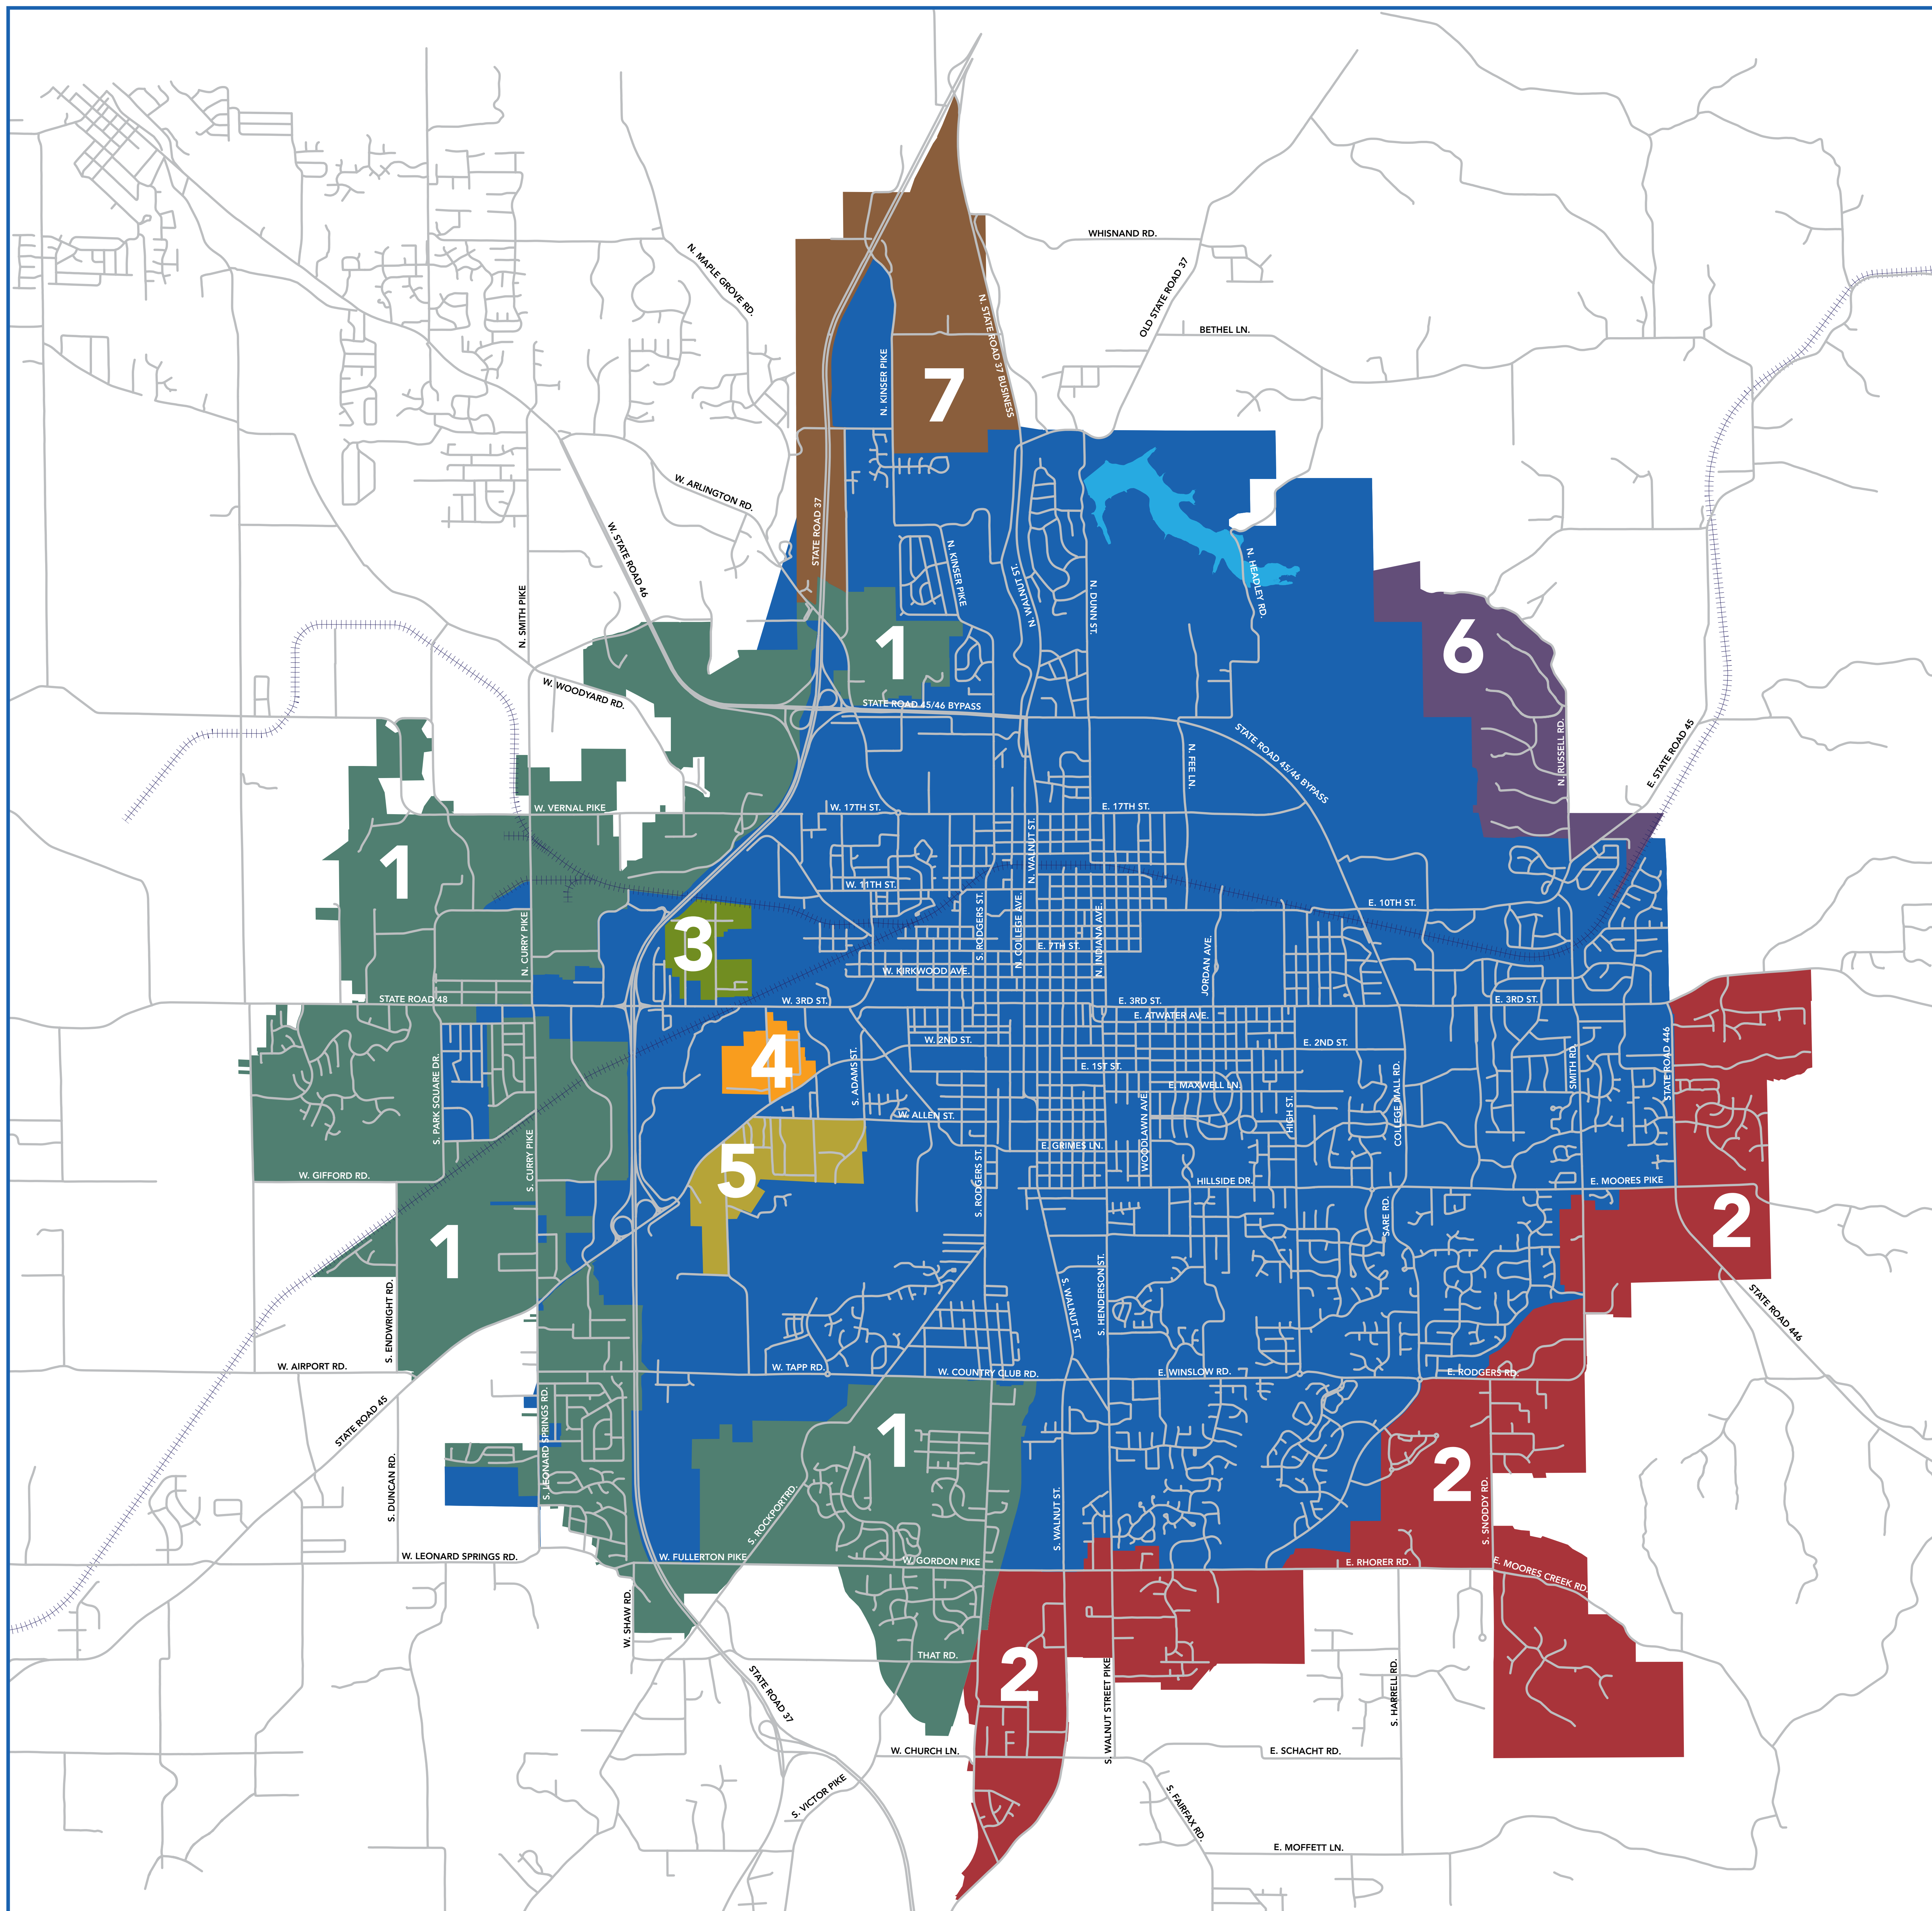 WHISNAND RD.
N. MAPLE GROVE RD.
OLD STATE ROAD 37
N. STATE ROAD 37 BUSINESS
BETHEL LN.
N. KINSER PIKE
7
W. ARLINGTON RD.
STATE ROAD 37
W. STATE ROAD 46
N. KINSER PIKE
N. WALNUT ST.
N. DUNN ST.
N. HEADLEY RD.
N. SMITH PIKE
1
6
W. WOODYARD RD.
STATE ROAD 45/46 BYPASS
STATE ROAD 45/46 BYPASS
N. FEE LN.
N. RUSSELL RD.
E. STATE ROAD 45
W. VERNAL PIKE
W. 17TH ST.
E. 17TH ST.
N. WALNUT ST.
1
W. 11TH ST.
E. 10TH ST.
N. CURRY PIKE
3
S. RODGERS ST.
N. COLLEGE AVE.
E. 7TH ST.
N. INDIANA AVE.
JORDAN AVE.
W. KIRKWOOD AVE.
STATE ROAD 48
W. 3RD ST.
E. 3RD ST.
E. 3RD ST.
E. ATWATER AVE.
4
W. 2ND ST.
E. 2ND ST.
S. PARK SQUARE DR.
S. ADAMS ST.
E. 1ST ST.
SMITH RD.
STATE ROAD 446
E. MAXWELL LN.
COLLEGE MALL RD.
HIGH ST.
W. ALLEN ST.
WOODLAWN AVE.
E. GRIMES LN.
S. CURRY PIKE
5
W. GIFFORD RD.
S. RODGERS ST.
HILLSIDE DR.
E. MOORES PIKE
SARE RD.
2
1
S. ENDWRIGHT RD.
S. WALNUT ST.
S. HENDERSON ST.
STATE ROAD 446
W. AIRPORT RD.
W. TAPP RD.
W. COUNTRY CLUB RD.
E. WINSLOW RD.
E. RODGERS RD.
STATE ROAD 45
S. LEONARD SPRINGS RD.
1
2
S. DUNCAN RD.
S. ROCKPORT RD.
S. WALNUT ST.
S. SNODDY RD.
W. LEONARD SPRINGS RD.
W. FULLERTON PIKE
W. GORDON PIKE
E. RHORER RD.
E. MOORES CREEK RD.
W. SHAW RD.
THAT RD.
2
STATE ROAD 37
S. WALNUT STREET PIKE
S. HARRELL RD.
W. CHURCH LN.
E. SCHACHT RD.
S. VICTOR PIKE
S. FAIRFAX RD.
E. MOFFETT LN.